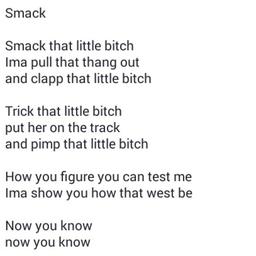 Smack
Smack that little bitch
Ima pull that thang out
and clapp that little bitch
Trick that little bitch
put her on the track
and pimp that little bitch
How you figure you can test me
Ima show you how that west be
Now you know
now you know